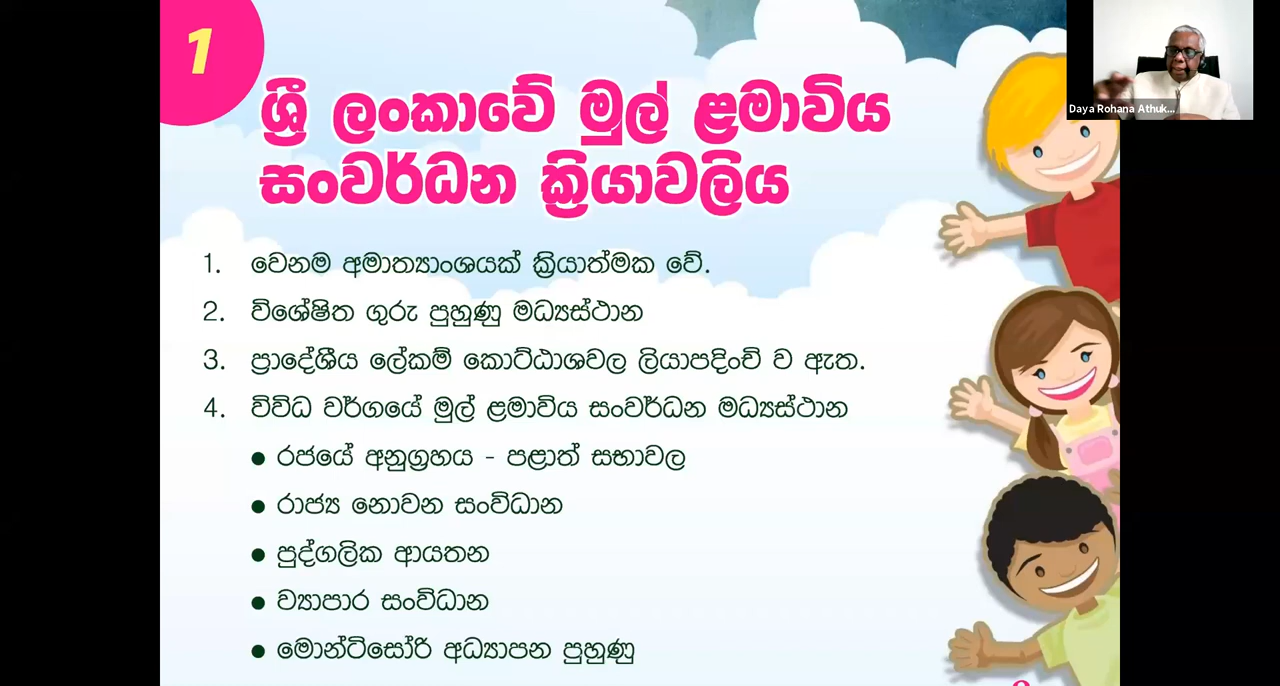 1
ශ්‍රී ලංකාවේ මුල් ළමාවිය
සංවර්ධන ක්‍රියාවලිය
1. වෙනම අමාත්‍යාංශයක් ක්‍රියාත්මක වේ.
2. විශේෂිත ගුරු පුහුණු මධ්‍යස්ථාන
3. ප්‍රාදේශීය ලේකම් කොට්ඨාශවල ලියාපදිංචි ව ඇත.
4. විවිධ වර්ගයේ මුල් ළමාවිය සංවර්ධන මධ්‍යස්ථාන
● රජයේ අනුග්‍රහය - පළාත් සභාවල
● රාජ්‍ය නොවන සංවිධාන
● පුද්ගලික ආයතන
● ව්‍යාපාර සංවිධාන
● මොන්ටිසෝරි අධ්‍යාපන පුහුණු
Daya Rohana Athuk...